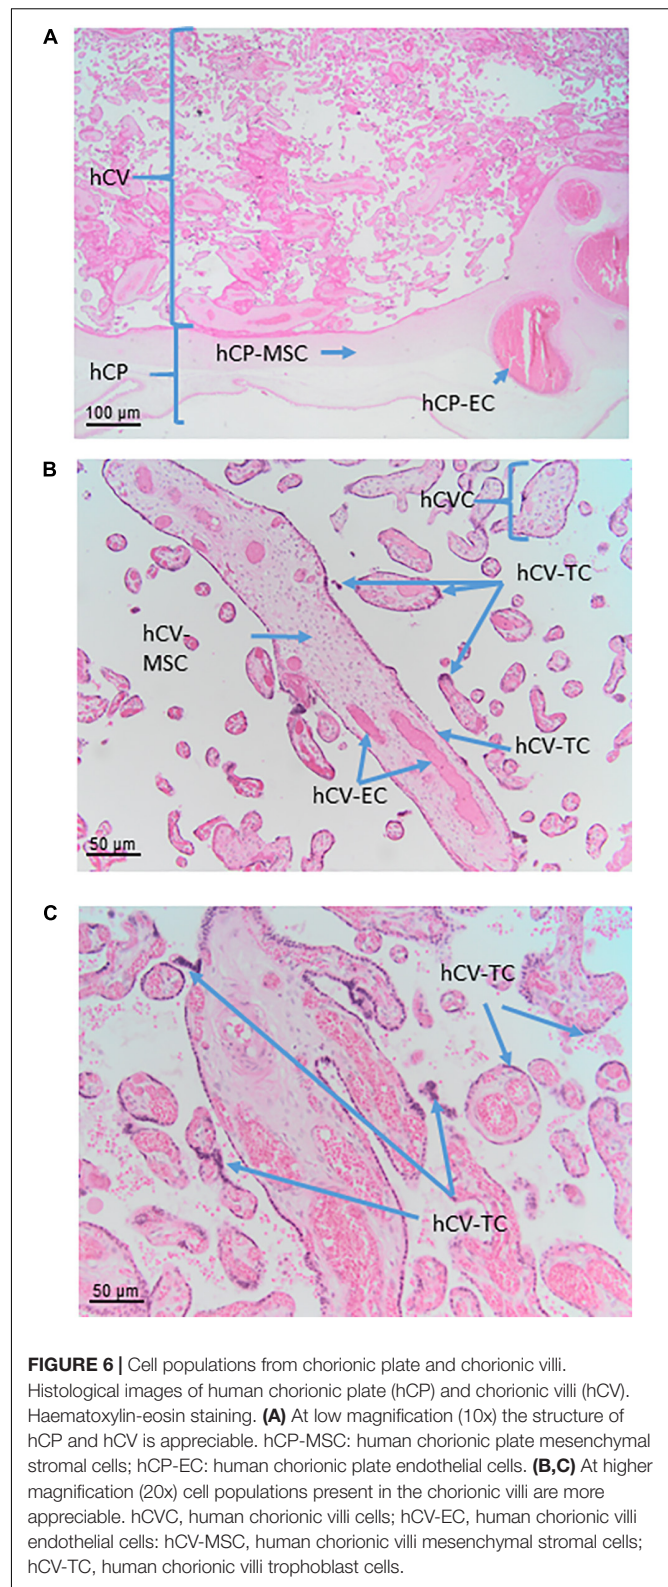 A
hCV
hCP-MSC
hCP
hCP-EC
100 µm
B
hCVC
hCV-TC
hCV-
MSC
hCV-TC
hCV-EC
50 µm
C
hCV-TC
hCV-TC
50 µm
FIGURE 6 | Cell populations from chorionic plate and chorionic villi.
Histological images of human chorionic plate (hCP) and chorionic villi (hCV).
Haematoxylin-eosin staining. (A) At low magnification (10x) the structure of
hCP and hCV is appreciable. hCP-MSC: human chorionic plate mesenchymal
stromal cells; hCP-EC: human chorionic plate endothelial cells. (B,C) At higher
magnification (20x) cell populations present in the chorionic villi are more
appreciable. hCVC, human chorionic villi cells; hCV-EC, human chorionic villi
endothelial cells: hCV-MSC, human chorionic villi mesenchymal stromal cells;
hCV-TC, human chorionic villi trophoblast cells.